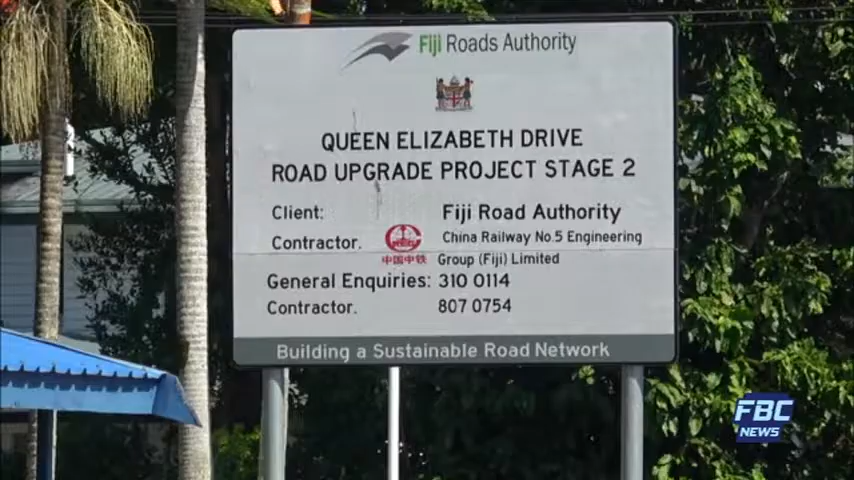 Fiji Roads Authority
QUEEN ELIZABETH DRIVE
ROAD UPGRADE PROJECT STAGE 2
Client: Fiji Road Authority
Contractor. China Railway No.5 Engineering
中国中铁 Group (Fiji) Limited
General Enquiries: 310 0114
Contractor. 807 0754
Building a Sustainable Road Network
FBC
NEWS